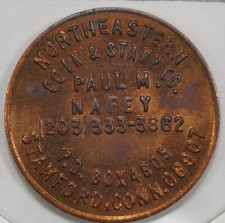 NORTHEASTERN
COIN & STAMP CO.
PAUL M.
NAFEY
(203) 333-3862
P.O. BOX 4605
STAMFORD, CONN. 06907